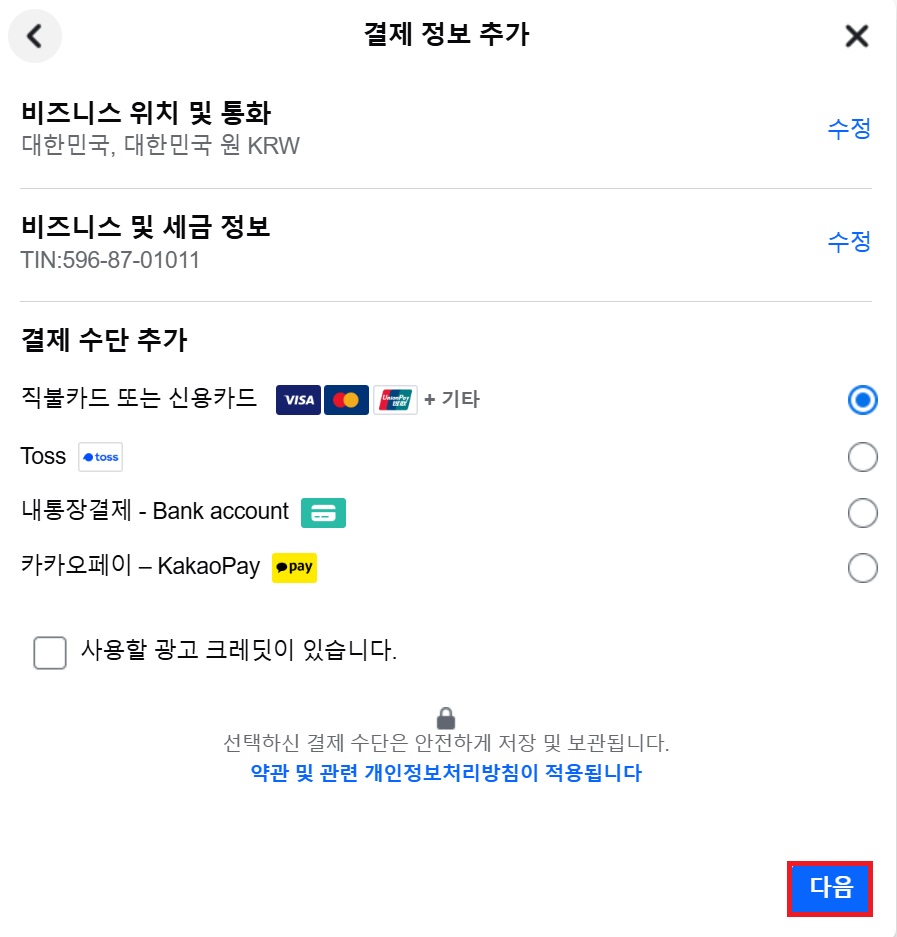 결제 정보 추가
비즈니스 위치 및 통화
대한민국, 대한민국 원 KRW
수정
비즈니스 및 세금 정보
TIN:596-87-01011
수정
결제 수단 추가
직불카드 또는 신용카드 VISA UnionPay 银联 + 기타
Toss toss
내통장결제 - Bank account
카카오페이 – KakaoPay pay
사용할 광고 크레딧이 있습니다.
선택하신 결제 수단은 안전하게 저장 및 보관됩니다.
약관 및 관련 개인정보처리방침이 적용됩니다
다음